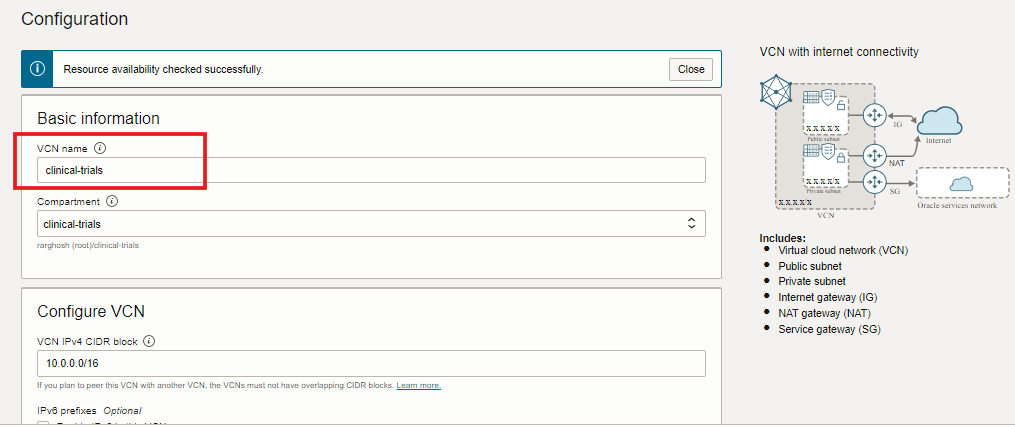 Configuration
Resource availability checked successfully.
Close
Basic information
VCN name
clinical-trials
Compartment
clinical-trials
rarghosh (root)/clinical-trials
Configure VCN
VCN IPv4 CIDR block
10.0.0.0/16
If you plan to peer this VCN with another VCN, the VCNs must not have overlapping CIDR blocks. Learn more.
IPv6 prefixes Optional
VCN with internet connectivity
X.X.X.X/X
Public subnet
IG
Internet
NAT
X.X.X.X/X
Private subnet
SG
X.X.X.X/X
VCN
Oracle services network
Includes:
Virtual cloud network (VCN)
Public subnet
Private subnet
Internet gateway (IG)
NAT gateway (NAT)
Service gateway (SG)